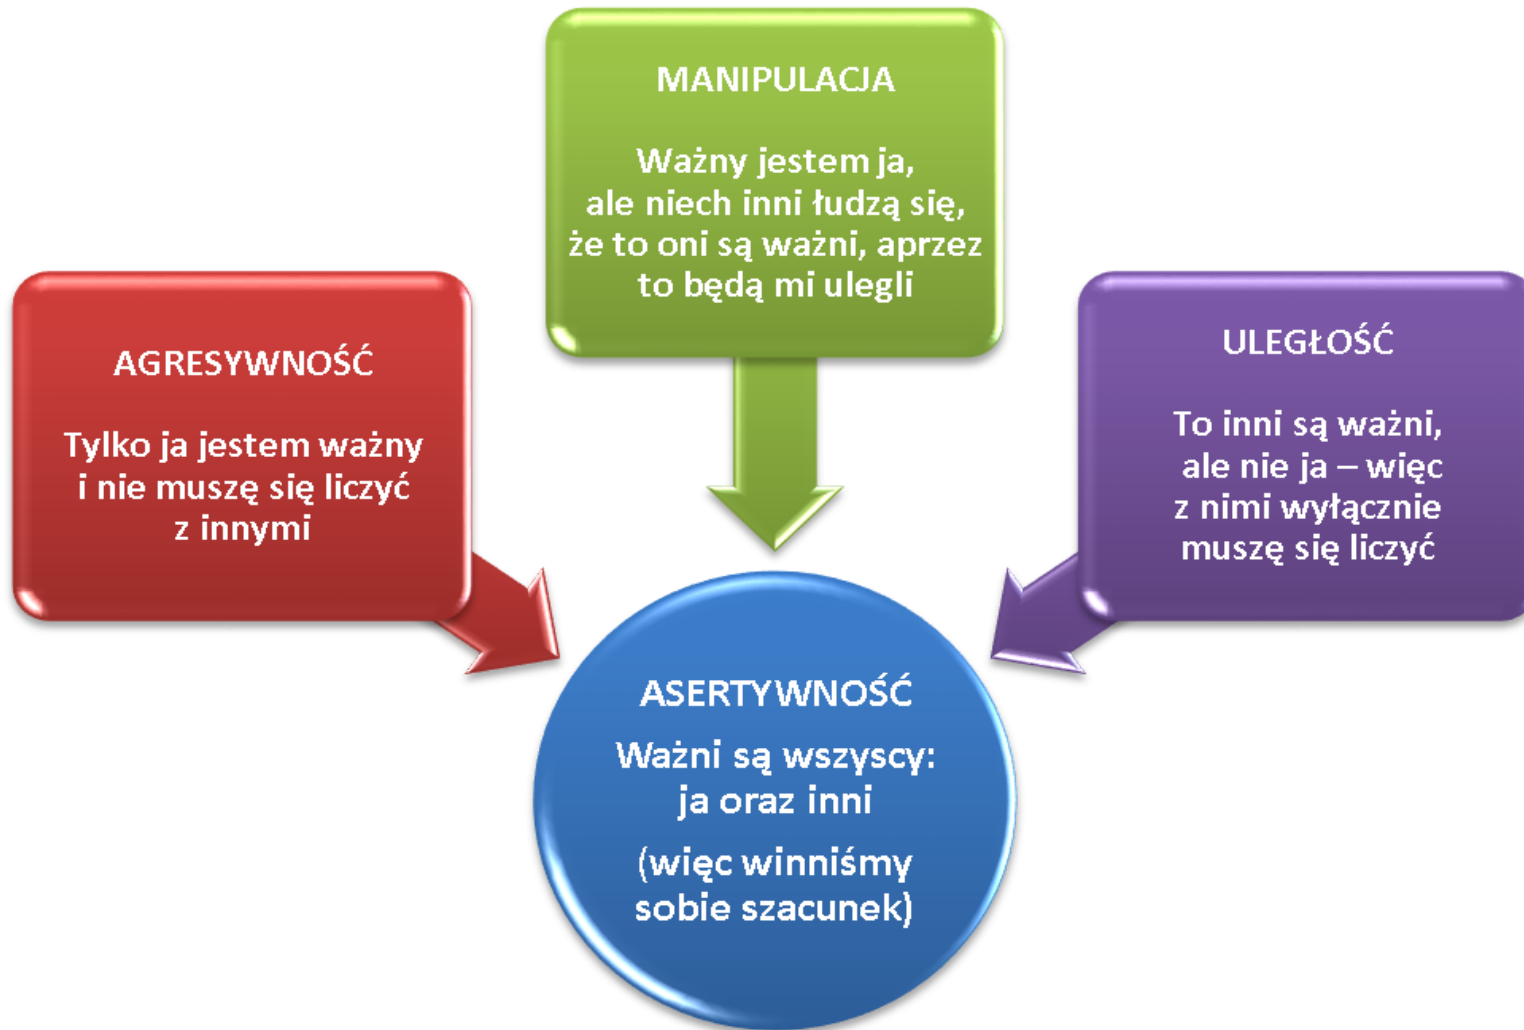 MANIPULACJA
Ważny jestem ja,
ale niech inni łudzą się,
że to oni są ważni, aprzez
to będą mi ulegli
AGRESYWNOŚĆ
Tylko ja jestem ważny
i nie muszę się liczyć
z innymi
ULEGŁOŚĆ
To inni są ważni,
ale nie ja – więc
z nimi wyłącznie
muszę się liczyć
ASERTYWNOŚĆ
Ważni są wszyscy:
ja oraz inni
(więc winniśmy
sobie szacunek)